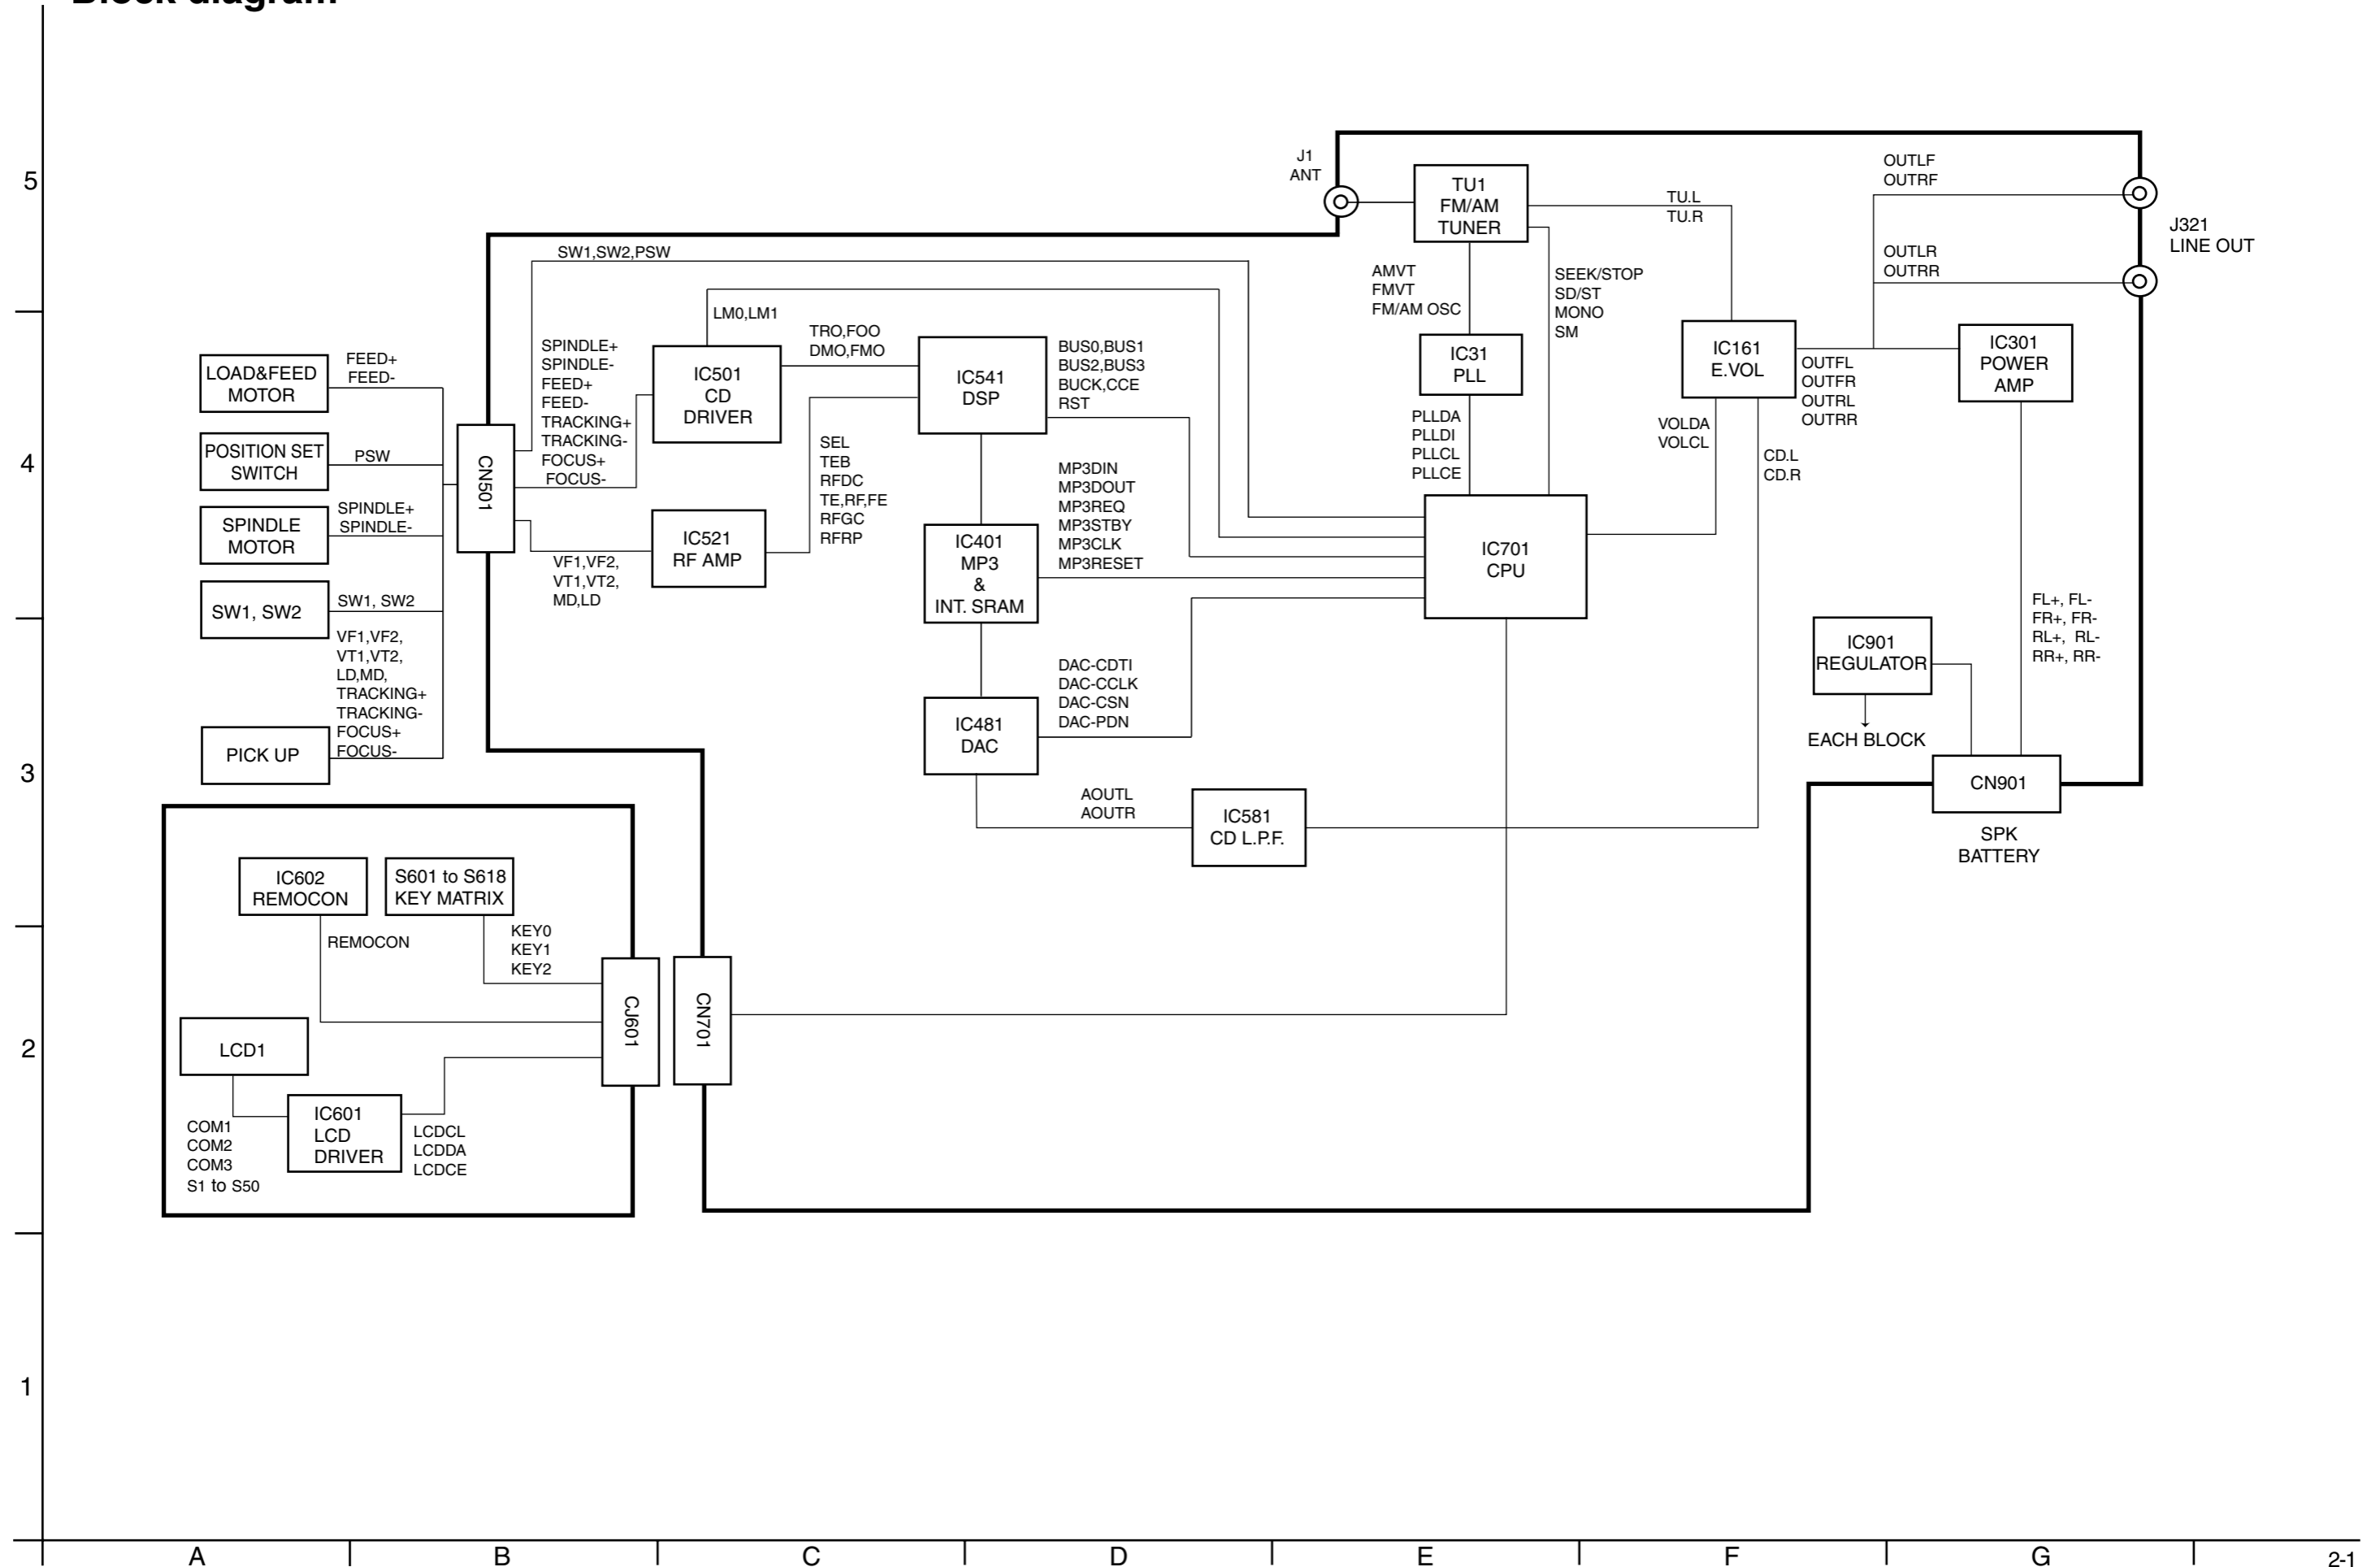 Block diagram
5
4
3
2
1
J1
ANT
TU1
FM/AM
TUNER
TU.L
TU.R
OUTLF
OUTRF
OUTLR
OUTRR
J321
LINE OUT
SW1,SW2,PSW
AMVT
FMVT
FM/AM OSC
SEEK/STOP
SD/ST
MONO
SM
LM0,LM1
TRO,FOO
DMO,FMO
LOAD&FEED
MOTOR
FEED+
FEED-
POSITION SET
SWITCH
PSW
SPINDLE
MOTOR
SPINDLE+
SPINDLE-
SW1, SW2
SW1, SW2
VF1,VF2,
VT1,VT2,
LD,MD,
TRACKING+
TRACKING-
FOCUS+
FOCUS-
PICK UP
CN501
SPINDLE+
SPINDLE-
FEED+
FEED-
TRACKING+
TRACKING-
FOCUS+
FOCUS-
IC501
CD
DRIVER
IC541
DSP
BUS0,BUS1
BUS2,BUS3
BUCK,CCE
RST
IC31
PLL
IC161
E.VOL
OUTFL
OUTFR
OUTRL
OUTRR
IC301
POWER
AMP
PLLDA
PLLDI
PLLCL
PLLCE
VOLDA
VOLCL
CD.L
CD.R
SEL
TEB
RFDC
TE,RF,FE
RFGC
RFRP
VF1,VF2,
VT1,VT2,
MD,LD
IC521
RF AMP
IC401
MP3
&
INT. SRAM
MP3DIN
MP3DOUT
MP3REQ
MP3STBY
MP3CLK
MP3RESET
IC701
CPU
FL+, FL-
FR+, FR-
RL+, RL-
RR+, RR-
IC901
REGULATOR
EACH BLOCK
IC481
DAC
DAC-CDTI
DAC-CCLK
DAC-CSN
DAC-PDN
AOUTL
AOUTR
IC581
CD L.P.F.
CN901
SPK
BATTERY
IC602
REMOCON
S601 to S618
KEY MATRIX
REMOCON
KEY0
KEY1
KEY2
CJ601
CN701
LCD1
IC601
LCD
DRIVER
COM1
COM2
COM3
S1 to S50
LCDCL
LCDDA
LCDCE
A
B
C
D
E
F
G
2-1